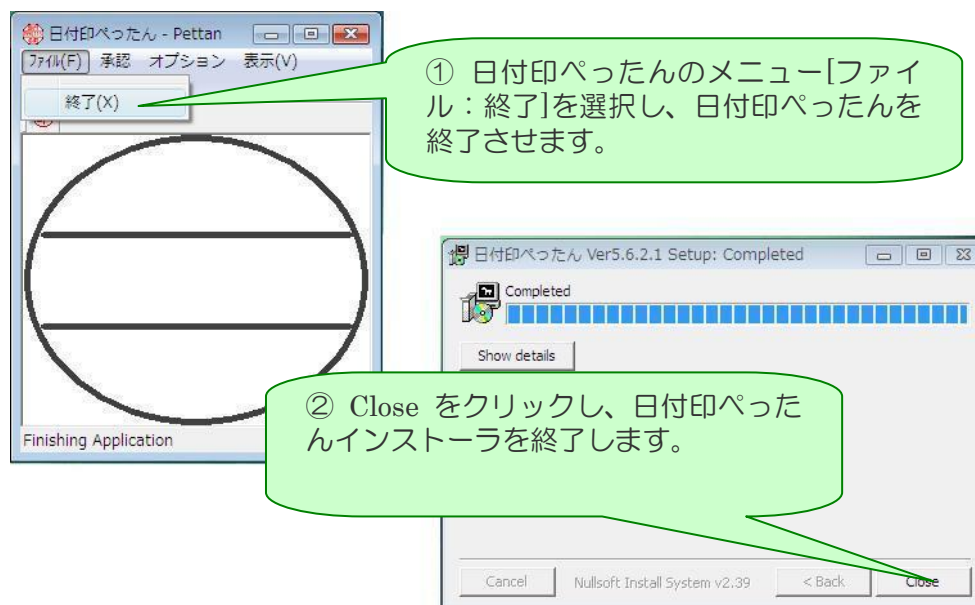 日付印ぺったん - Pettan
ファイル(F) 承認 オプション 表示(V)
終了(X)
① 日付印ぺったんのメニュー[ファイ
ル：終了]を選択し、日付印ぺったんを
終了させます。
Finishing Application
日付印ぺったん Ver5.6.2.1 Setup: Completed
Completed
Show details
② Close をクリックし、日付印ぺった
んインストーラを終了します。
Cancel
Nullsoft Install System v2.39
< Back
Close